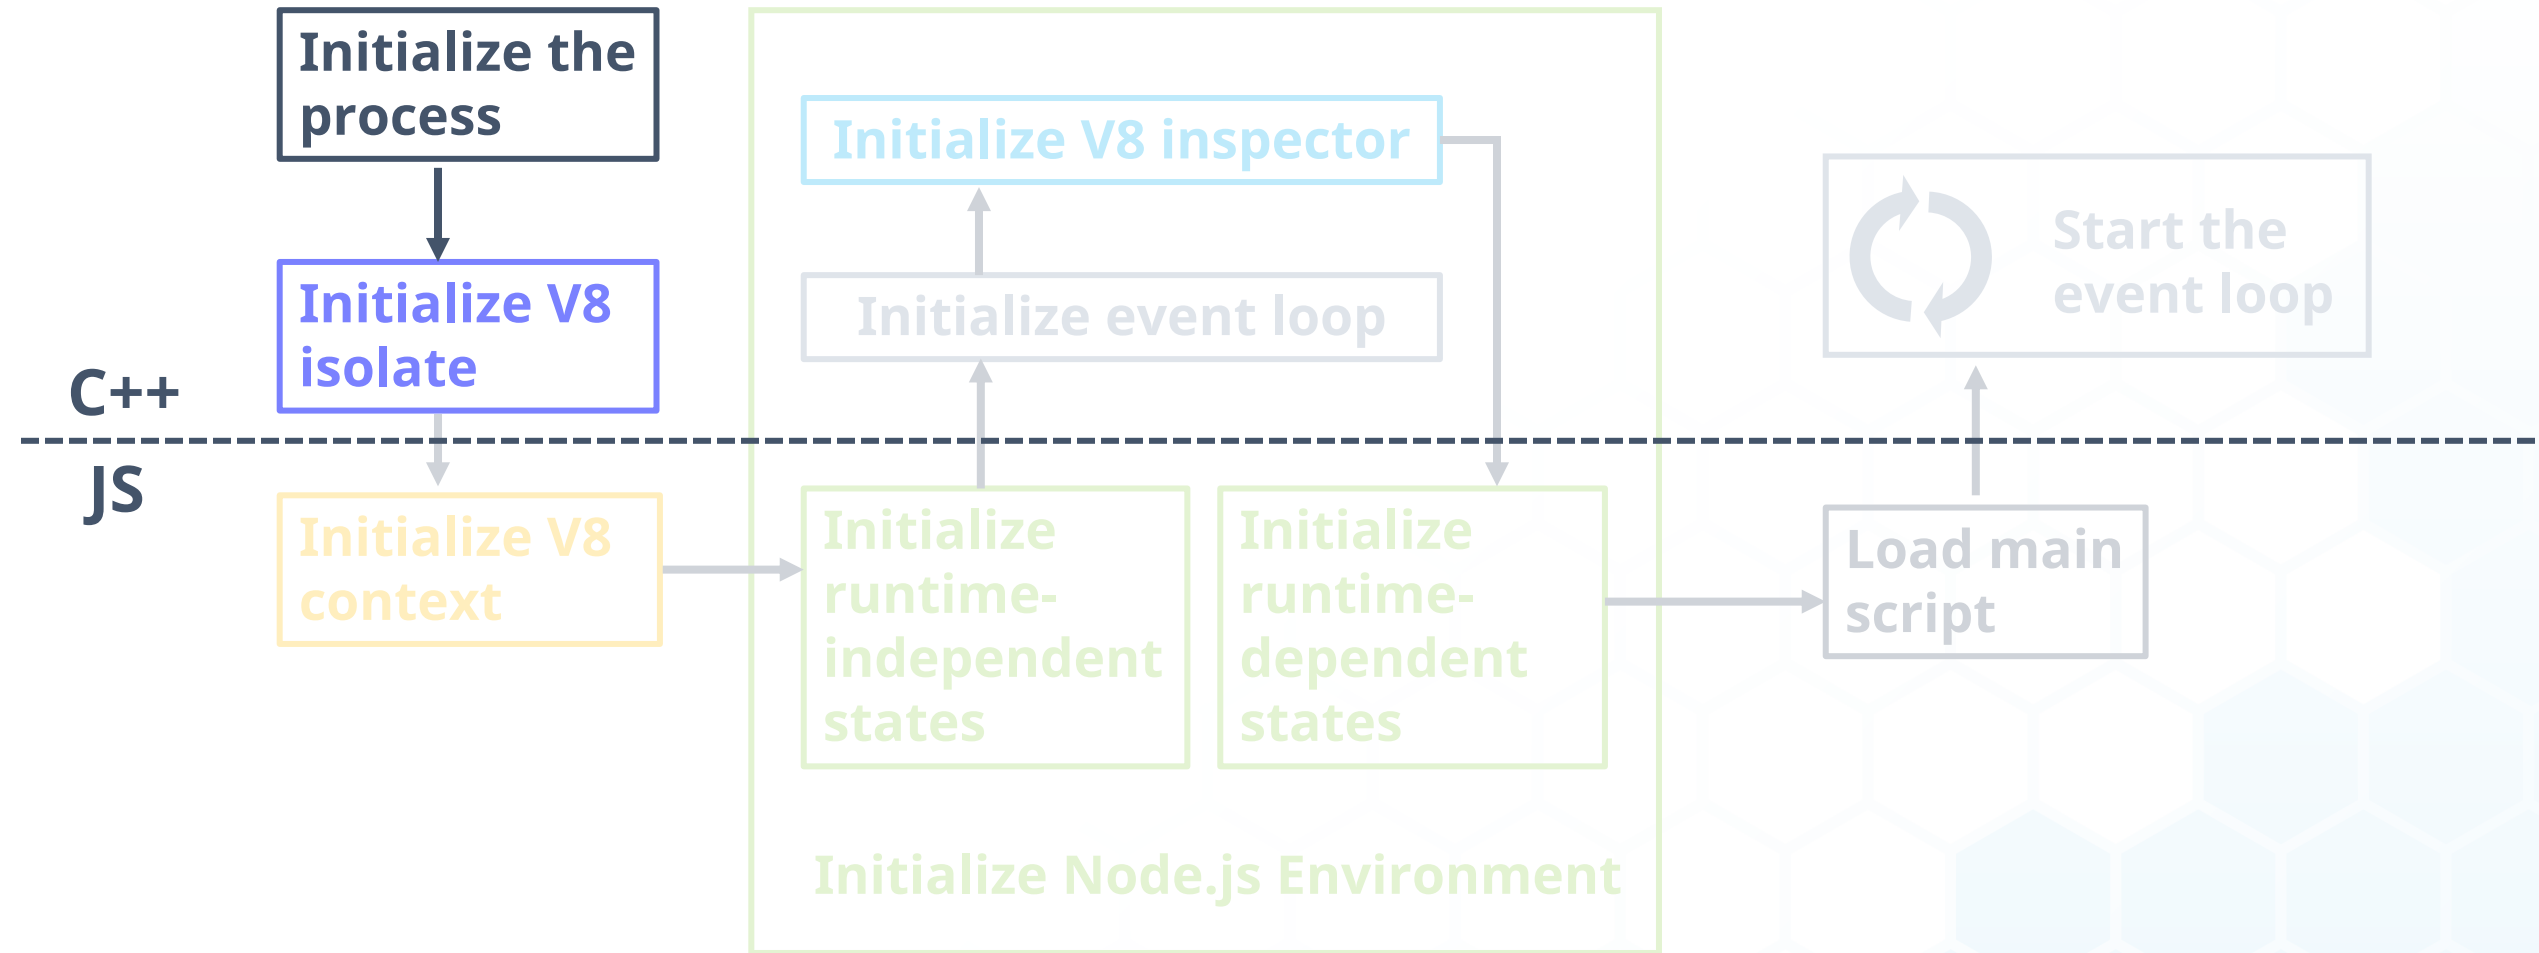 Initialize the
process
Initialize V8
isolate
C++
JS
Initialize V8
context
Initialize V8 inspector
Initialize event loop
Initialize
runtime-
independent
states
Initialize
runtime-
dependent
states
Initialize Node.js Environment
Start the
event loop
Load main
script